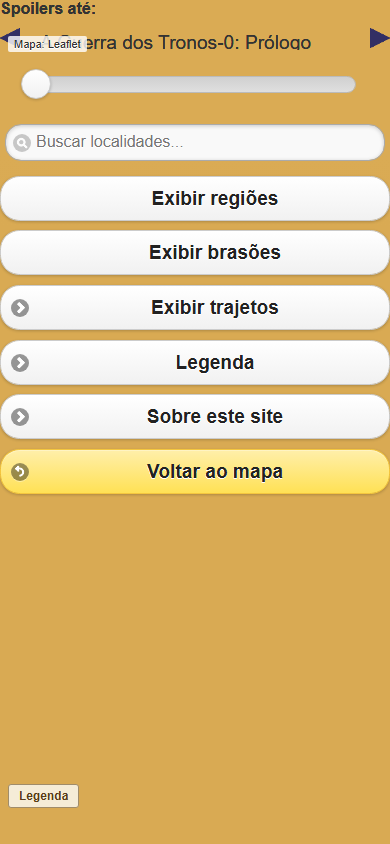 Spoilers até:
Mapa: Leaflet
erra dos Tronos-0: Prólogo
Buscar localidades...
Exibir regiões
Exibir brasões
Exibir trajetos
Legenda
Sobre este site
Voltar ao mapa
Legenda